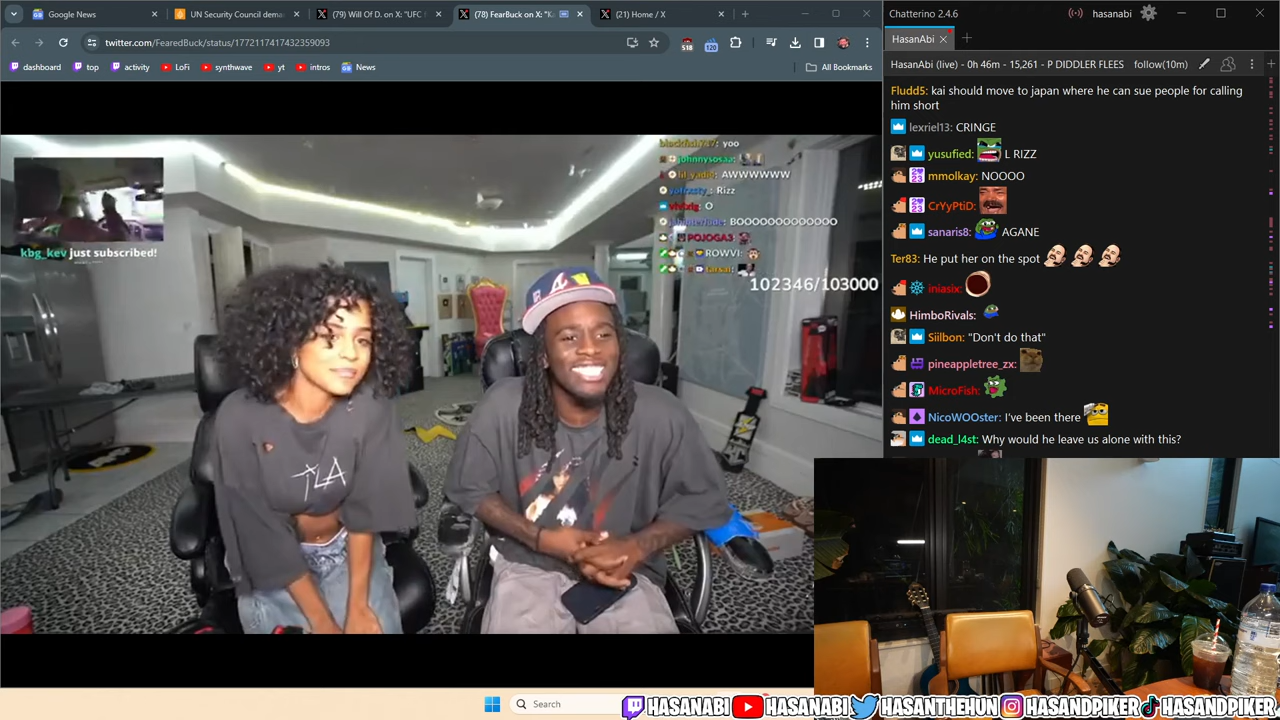 Google News
UN Security Council dema
(79) Will Of D. on X: "UFC
(78) FearBuck on X: "K
(21) Home / X
twitter.com/FearedBuck/status/1772117417432359093
518
120
dashboard
top
activity
LoFi
synthwave
yt
intros
News
All Bookmarks
kbg_kev just subscribed!
yoo
johnnysosaa:
AWWWWWW
Rizz
O
BOOOOOOOOOOOOO
POJOGA3
ROWVI:
102346/103000
TLA
Chatterino 2.4.6
hasanabi
HasanAbi
HasanAbi (live) - 0h 46m - 15,261 - P DIDDLER FLEES
follow(10m)
Fludd5: kai should move to japan where he can sue people for calling
him short
lexriel13: CRINGE
yusufied: L RIZZ
mmolkay: NOOOO
CrYyPtiD:
sanaris8: AGANE
Ter83: He put her on the spot
iniasix:
HimboRivals:
Siilbon: "Don't do that"
pineappletree_zx:
MicroFish:
NicoWOOster: I've been there
dead_l4st: Why would he leave us alone with this?
Search
HASANABI
HASANABI
HASANTHEHUN
HASANDPIKER
HASANDPIKER